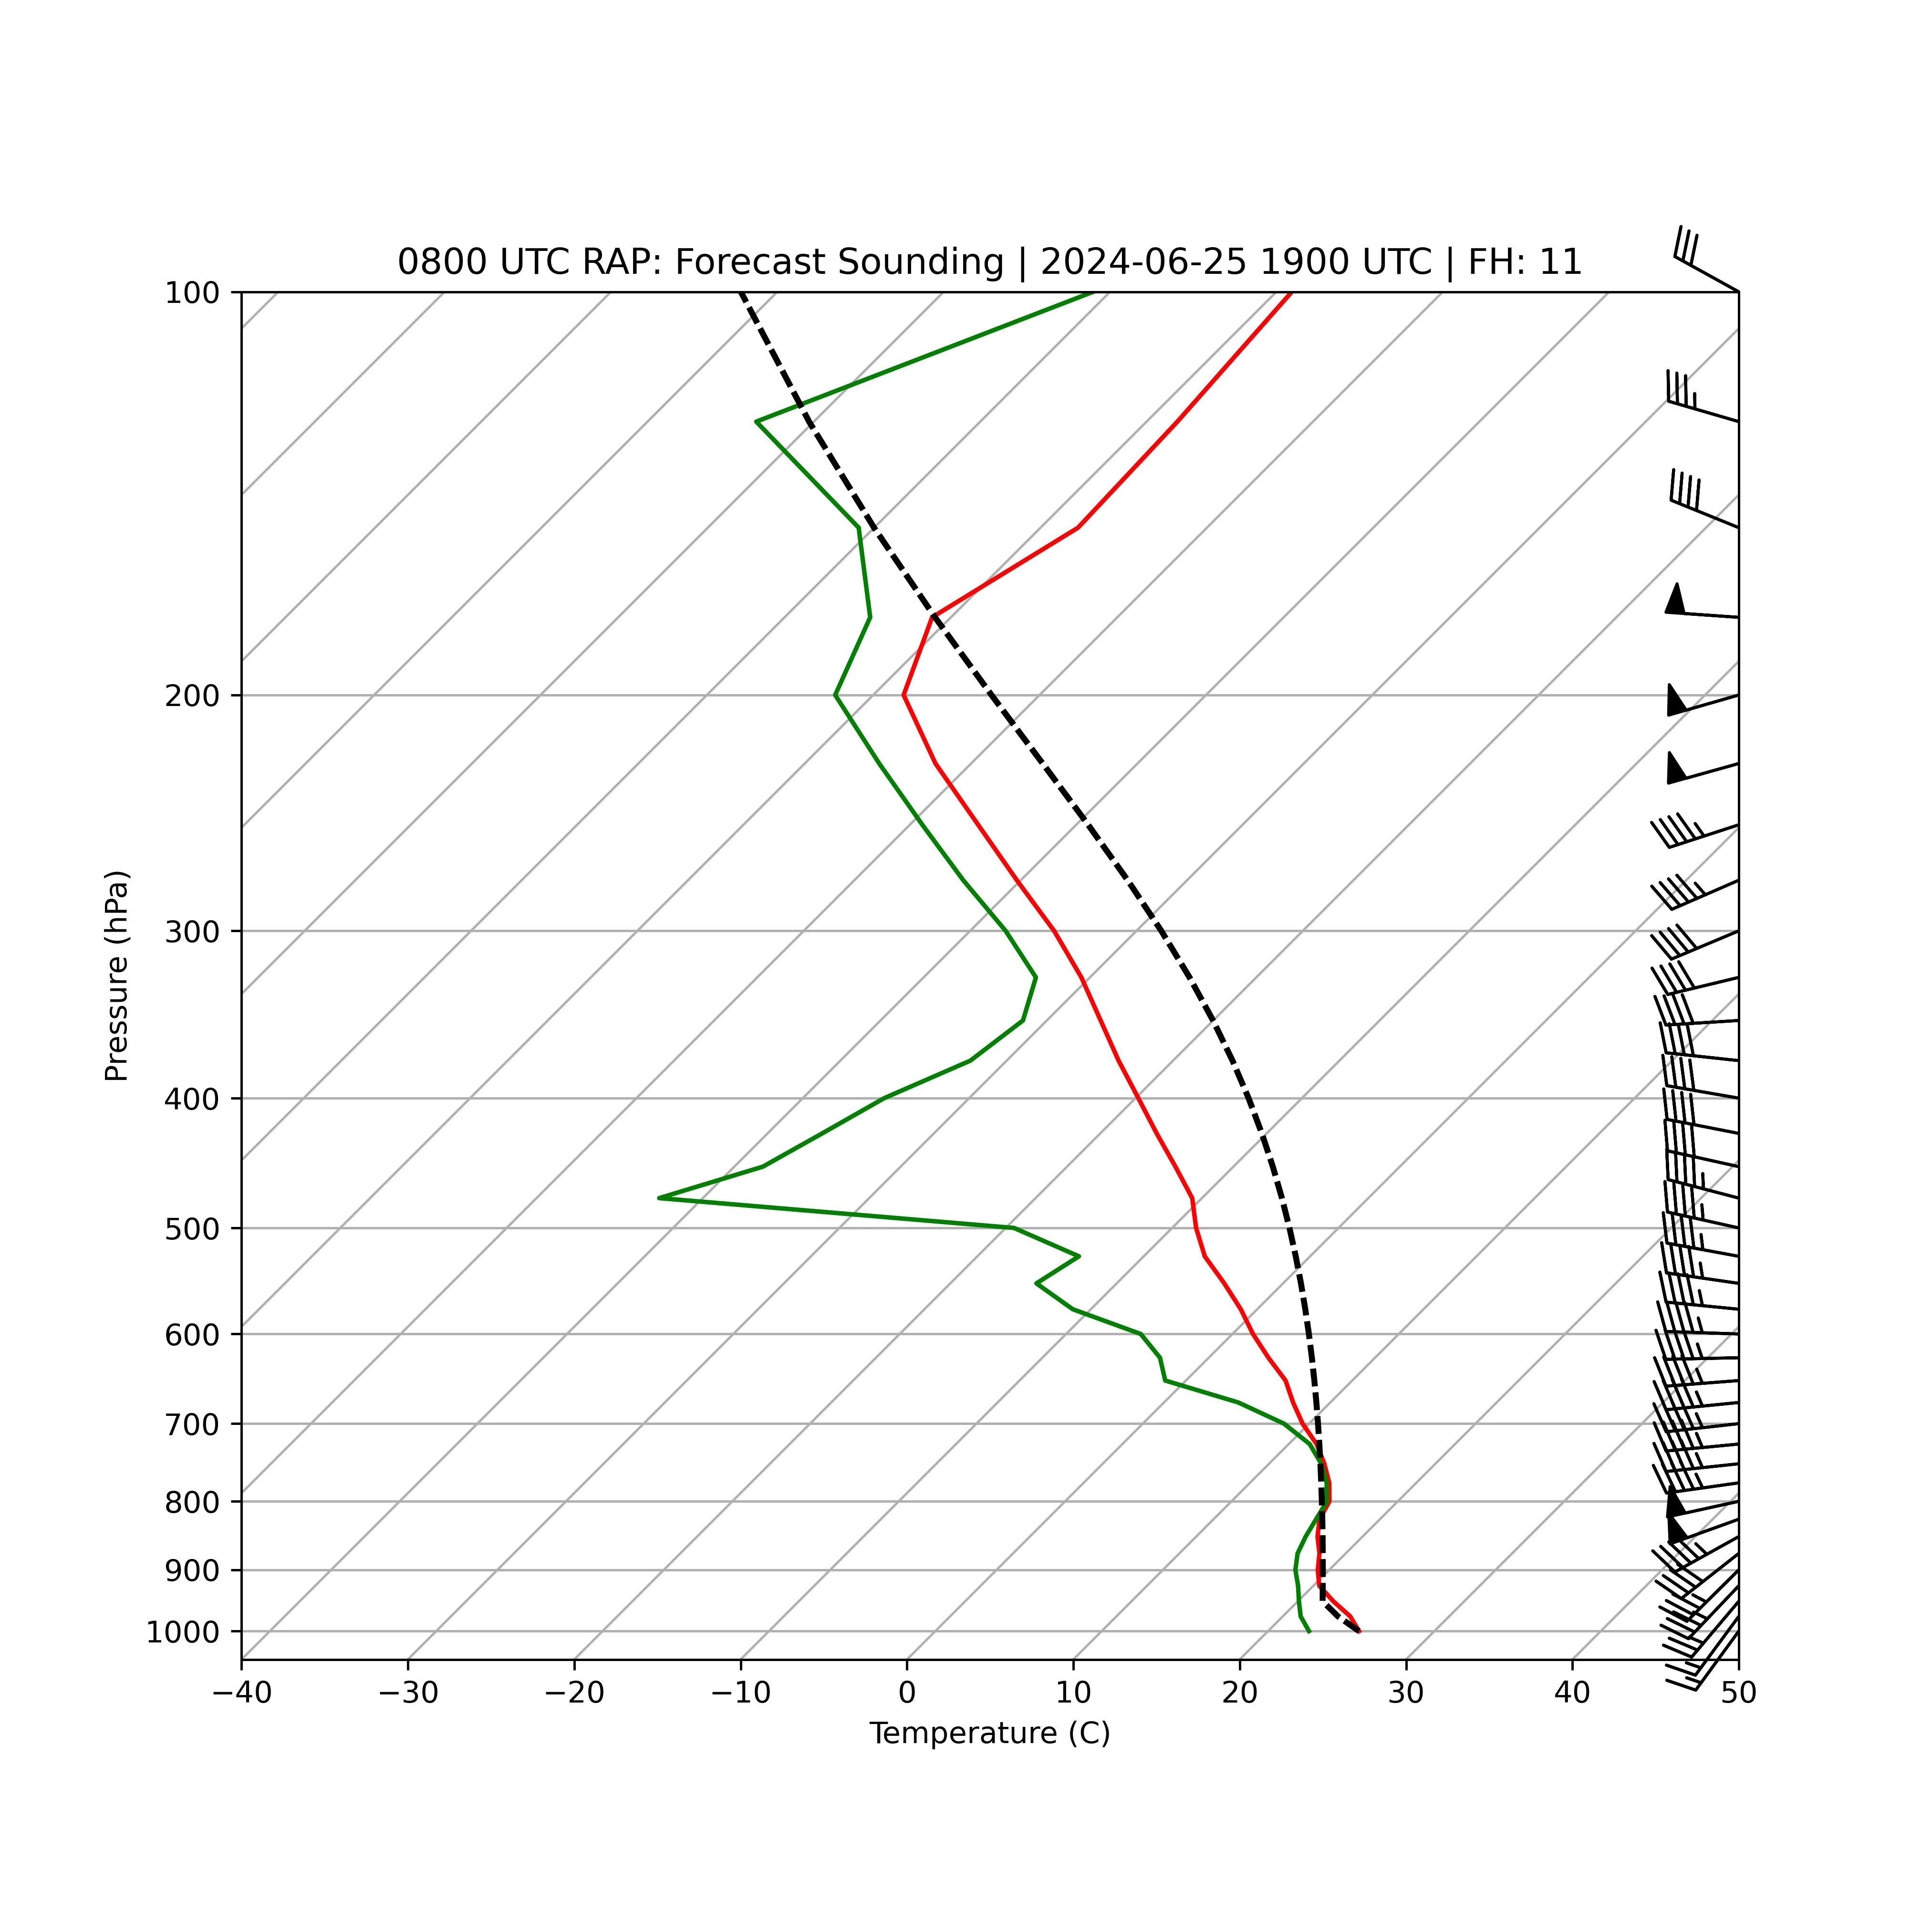 0800 UTC RAP: Forecast Sounding | 2024-06-25 1900 UTC | FH: 11
100
200
300
400
500
600
700
800
900
1000
Pressure (hPa)
−40 −30 −20 −10 0 10 20 30 40 50
Temperature (C)